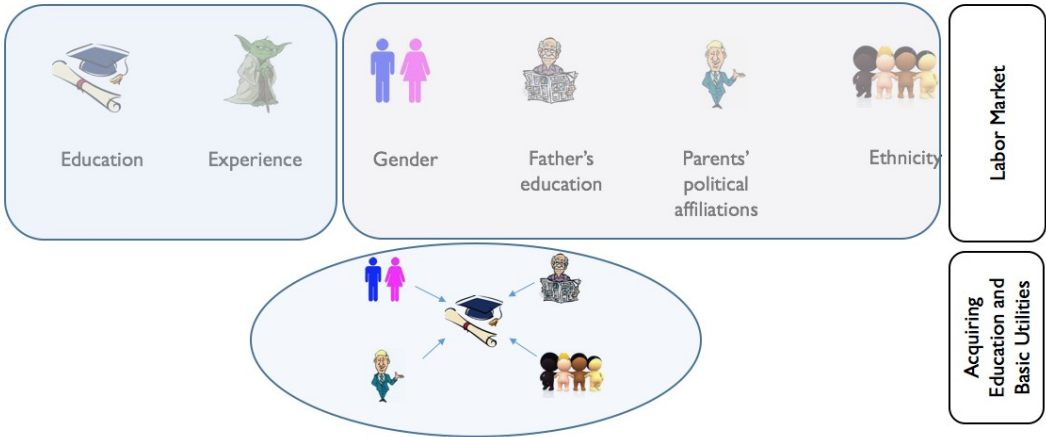 Education
Experience
Gender
Father's
education
Parents'
political
affiliations
Ethnicity
Labor Market
Acquiring
Education and
Basic Utilities